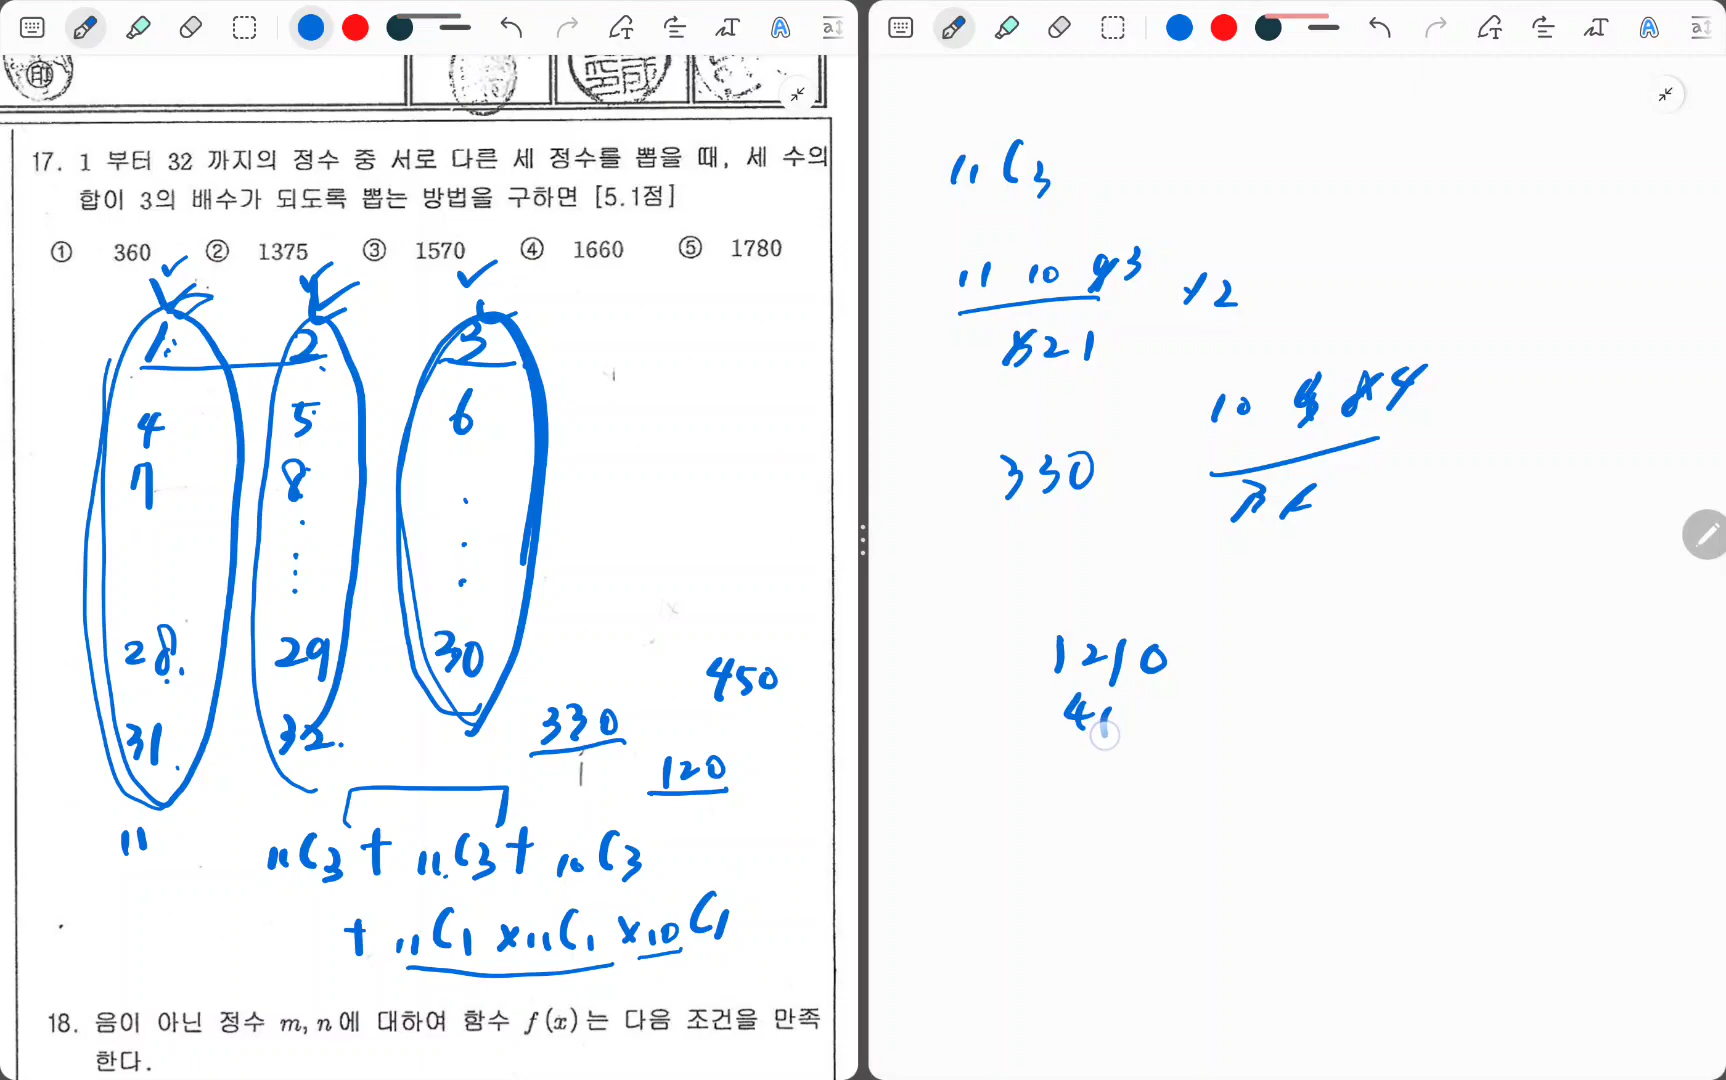 17. 1 부터 32 까지의 정수 중 서로 다른 세 정수를 뽑을 때, 세 수의
합이 3의 배수가 되도록 뽑는 방법을 구하면 [5.1점]
① 360 ② 1375 ③ 1570 ④ 1660 ⑤ 1780
1 2 3
4 5 6
7 8 ·
· ·
· ·
28 29 30
31 32
11
330
120
450
₁₁C₃ + ₁₁C₃ + ₁₀C₃
+ ₁₁C₁ × ₁₁C₁ × ₁₀C₁
18. 음이 아닌 정수 m, n에 대하여 함수 f(x)는 다음 조건을 만족
한다.
₁₁C₃
11 10 9 3 ×2
3 2 1
10 8 4
330
1210
4